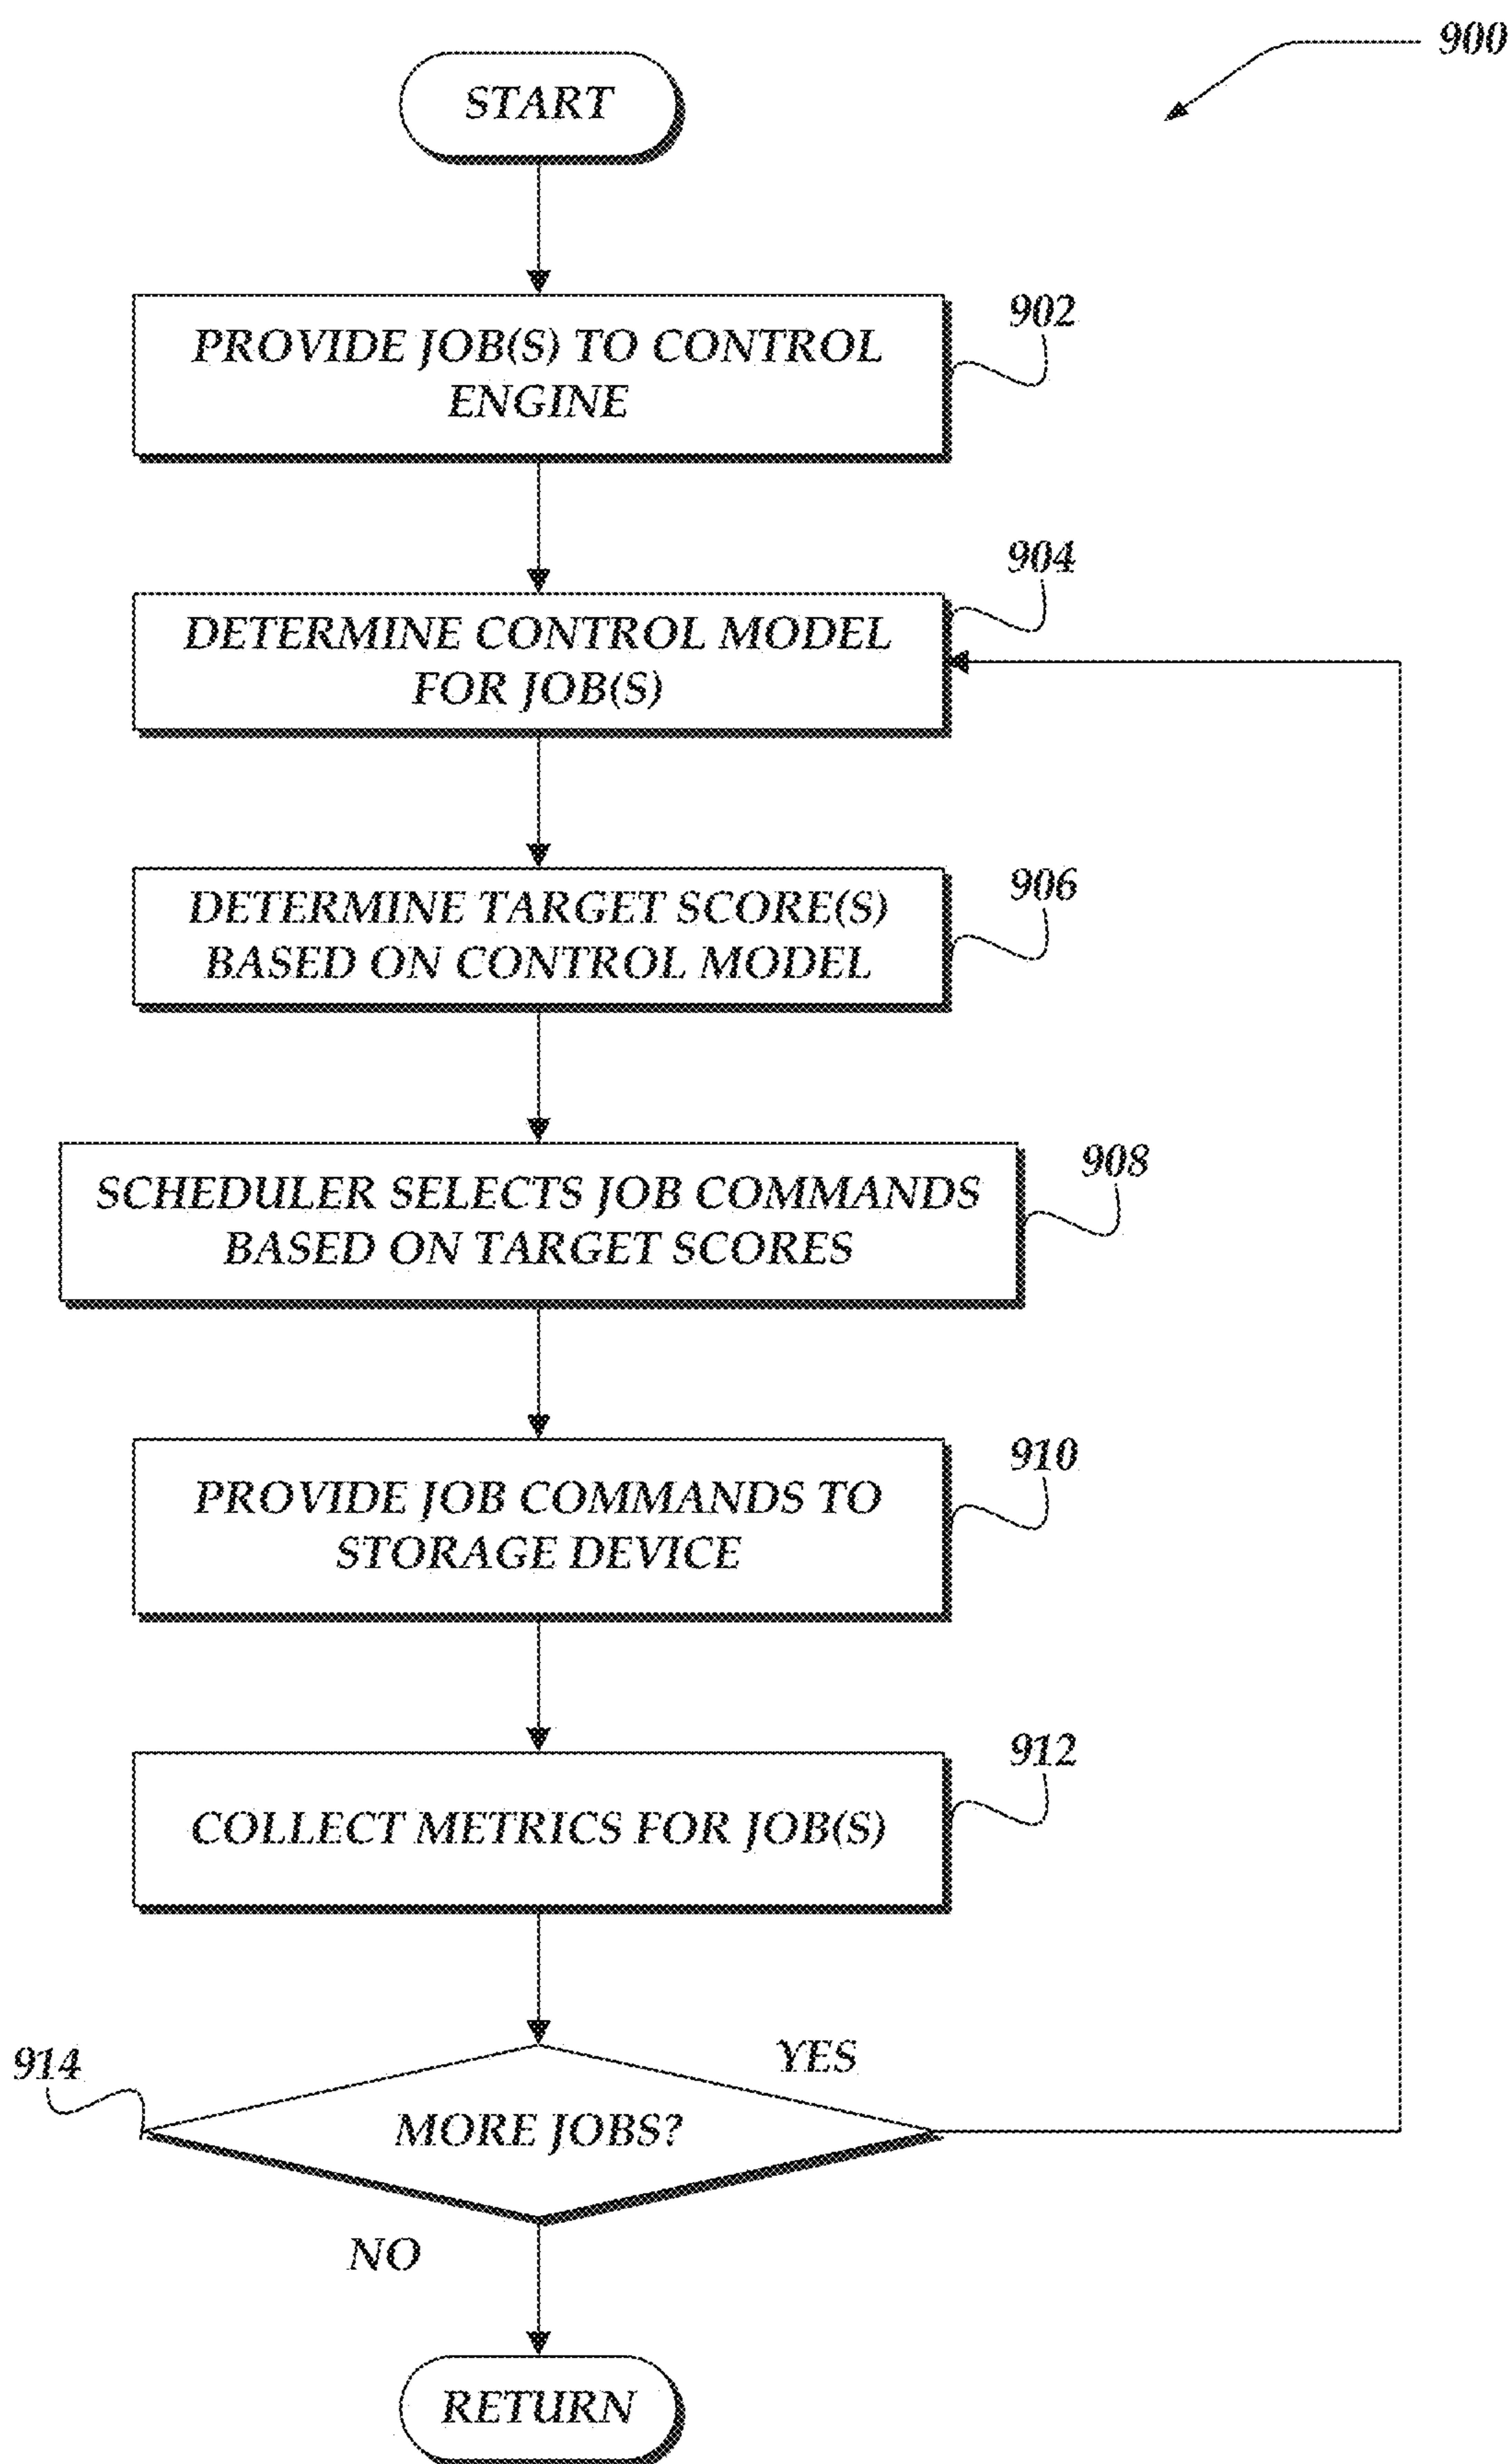 900
START
PROVIDE JOB(S) TO CONTROL
ENGINE
902
DETERMINE CONTROL MODEL
FOR JOB(S)
904
DETERMINE TARGET SCORE(S)
BASED ON CONTROL MODEL
906
SCHEDULER SELECTS JOB COMMANDS
BASED ON TARGET SCORES
908
PROVIDE JOB COMMANDS TO
STORAGE DEVICE
910
COLLECT METRICS FOR JOB(S)
912
914
MORE JOBS?
YES
NO
RETURN